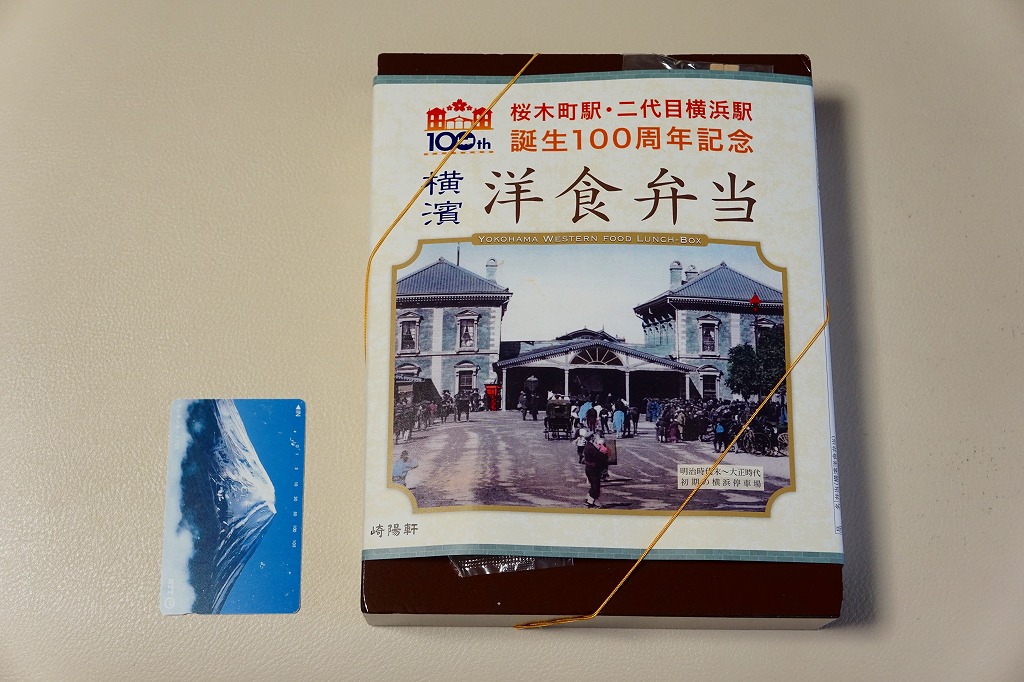 桜木町駅・二代目横浜駅
100th
誕生100周年記念
横濱
洋食弁当
YOKOHAMA WESTERN FOOD LUNCH-BOX
明治時代末〜大正時代
初期の横浜停車場
崎陽軒
IN
NTT